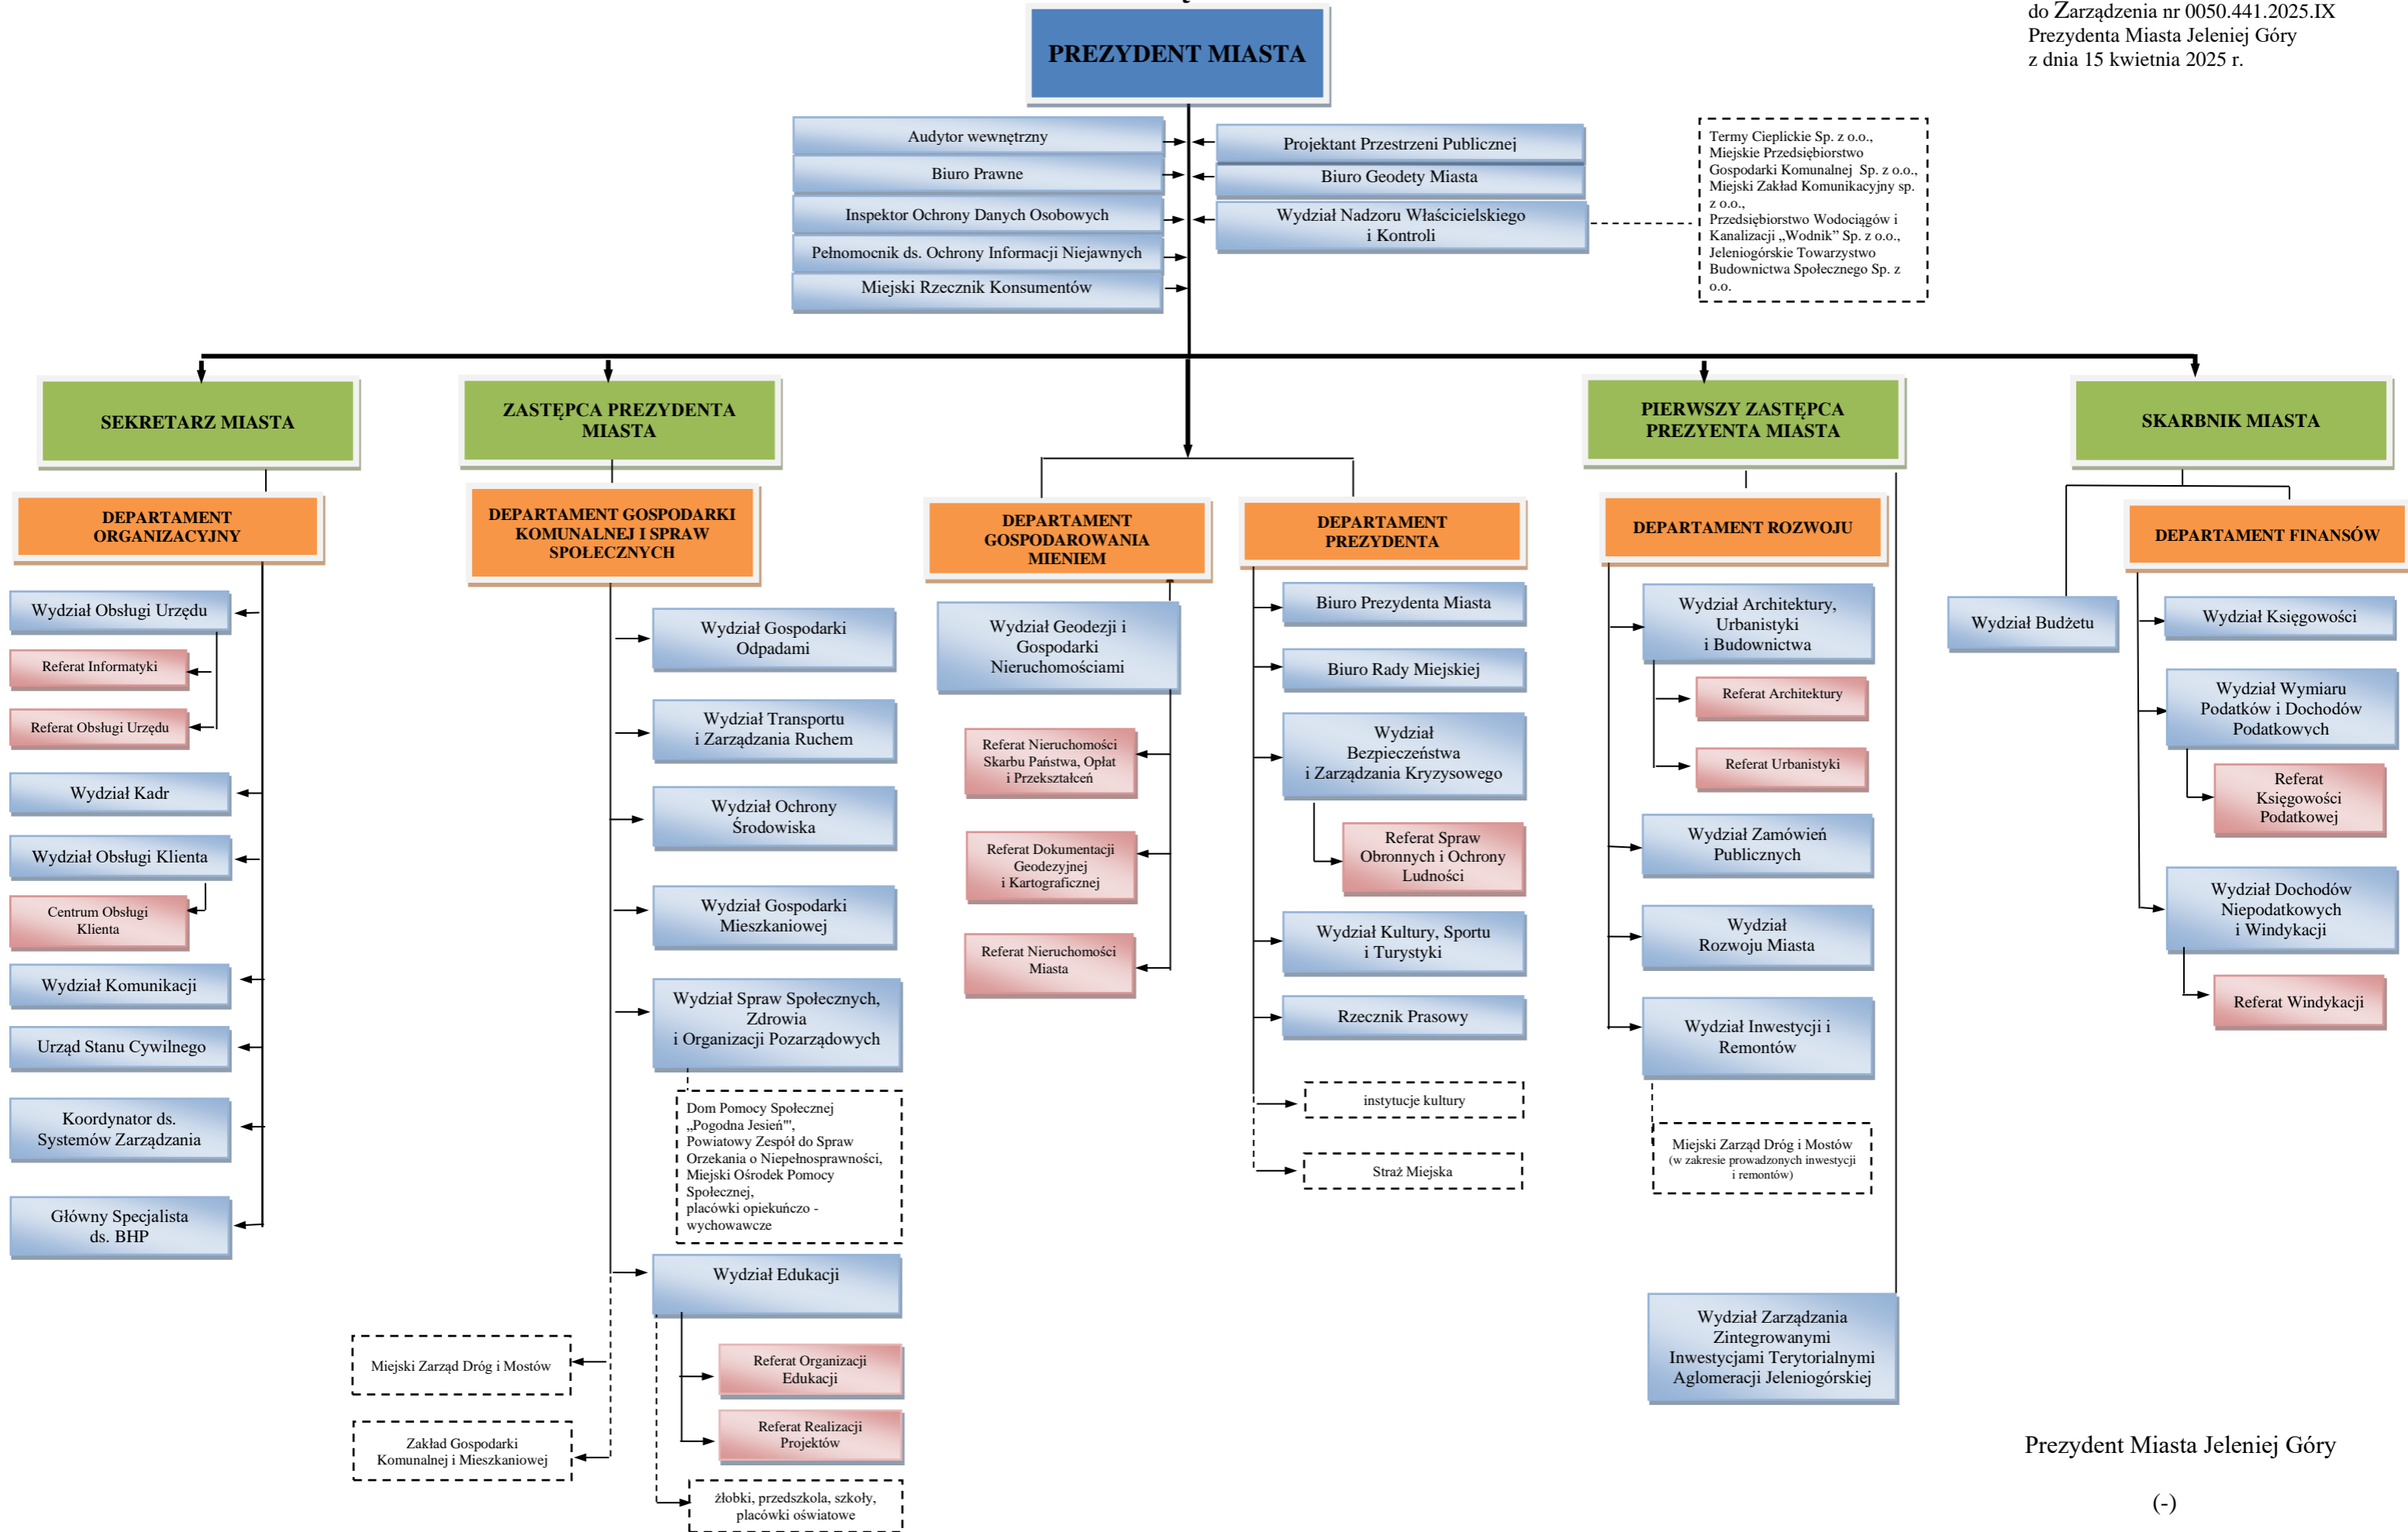 do Zarządzenia nr 0050.441.2025.IX
Prezydenta Miasta Jeleniej Góry
z dnia 15 kwietnia 2025 r.
PREZYDENT MIASTA
Audytor wewnętrzny
Biuro Prawne
Inspektor Ochrony Danych Osobowych
Pełnomocnik ds. Ochrony Informacji Niejawnych
Miejski Rzecznik Konsumentów
Projektant Przestrzeni Publicznej
Biuro Geodety Miasta
Wydział Nadzoru Właścicielskiego
i Kontroli
Termy Cieplickie Sp. z o.o.,
Miejskie Przedsiębiorstwo
Gospodarki Komunalnej Sp. z o.o.,
Miejski Zakład Komunikacyjny sp.
z o.o.,
Przedsiębiorstwo Wodociągów i
Kanalizacji „Wodnik” Sp. z o.o.,
Jeleniogórskie Towarzystwo
Budownictwa Społecznego Sp. z
o.o.
SEKRETARZ MIASTA
DEPARTAMENT
ORGANIZACYJNY
Wydział Obsługi Urzędu
Referat Informatyki
Referat Obsługi Urzędu
Wydział Kadr
Wydział Obsługi Klienta
Centrum Obsługi
Klienta
Wydział Komunikacji
Urząd Stanu Cywilnego
Koordynator ds.
Systemów Zarządzania
Główny Specjalista
ds. BHP
ZASTĘPCA PREZYDENTA
MIASTA
DEPARTAMENT GOSPODARKI
KOMUNALNEJ I SPRAW
SPOŁECZNYCH
Wydział Gospodarki
Odpadami
Wydział Transportu
i Zarządzania Ruchem
Wydział Ochrony
Środowiska
Wydział Gospodarki
Mieszkaniowej
Wydział Spraw Społecznych,
Zdrowia
i Organizacji Pozarządowych
Dom Pomocy Społecznej
„Pogodna Jesień”",
Powiatowy Zespół do Spraw
Orzekania o Niepełnosprawności,
Miejski Ośrodek Pomocy
Społecznej,
placówki opiekuńczo -
wychowawcze
Wydział Edukacji
Referat Organizacji
Edukacji
Referat Realizacji
Projektów
żłobki, przedszkola, szkoły,
placówki oświatowe
Miejski Zarząd Dróg i Mostów
Zakład Gospodarki
Komunalnej i Mieszkaniowej
DEPARTAMENT
GOSPODAROWANIA
MIENIEM
Wydział Geodezji i
Gospodarki
Nieruchomościami
Referat Nieruchomości
Skarbu Państwa, Opłat
i Przekształceń
Referat Dokumentacji
Geodezyjnej
i Kartograficznej
Referat Nieruchomości
Miasta
DEPARTAMENT
PREZYDENTA
Biuro Prezydenta Miasta
Biuro Rady Miejskiej
Wydział
Bezpieczeństwa
i Zarządzania Kryzysowego
Referat Spraw
Obronnych i Ochrony
Ludności
Wydział Kultury, Sportu
i Turystyki
Rzecznik Prasowy
instytucje kultury
Straż Miejska
PIERWSZY ZASTĘPCA
PREZYENTA MIASTA
DEPARTAMENT ROZWOJU
Wydział Architektury,
Urbanistyki
i Budownictwa
Referat Architektury
Referat Urbanistyki
Wydział Zamówień
Publicznych
Wydział
Rozwoju Miasta
Wydział Inwestycji i
Remontów
Miejski Zarząd Dróg i Mostów
(w zakresie prowadzonych inwestycji
i remontów)
Wydział Zarządzania
Zintegrowanymi
Inwestycjami Terytorialnymi
Aglomeracji Jeleniogórskiej
SKARBNIK MIASTA
Wydział Budżetu
DEPARTAMENT FINANSÓW
Wydział Księgowości
Wydział Wymiaru
Podatków i Dochodów
Podatkowych
Referat
Księgowości
Podatkowej
Wydział Dochodów
Niepodatkowych
i Windykacji
Referat Windykacji
Prezydent Miasta Jeleniej Góry
(-)